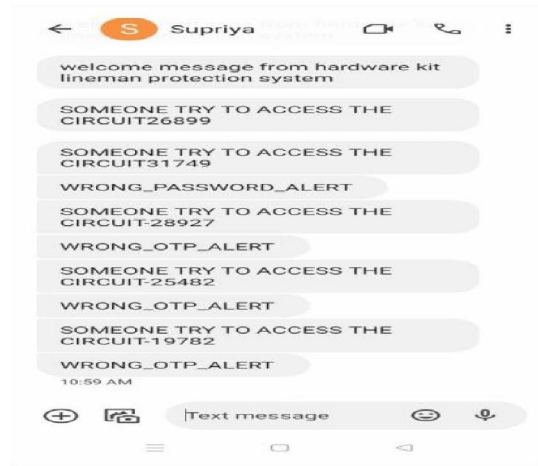 S Supriya
welcome message from hardware kit
lineman protection system
SOMEONE TRY TO ACCESS THE
CIRCUIT26899
SOMEONE TRY TO ACCESS THE
CIRCUIT31749
WRONG_PASSWORD_ALERT
SOMEONE TRY TO ACCESS THE
CIRCUIT-28927
WRONG_OTP_ALERT
SOMEONE TRY TO ACCESS THE
CIRCUIT-25482
WRONG_OTP_ALERT
SOMEONE TRY TO ACCESS THE
CIRCUIT-19782
WRONG_OTP_ALERT
10:59 AM
Text message